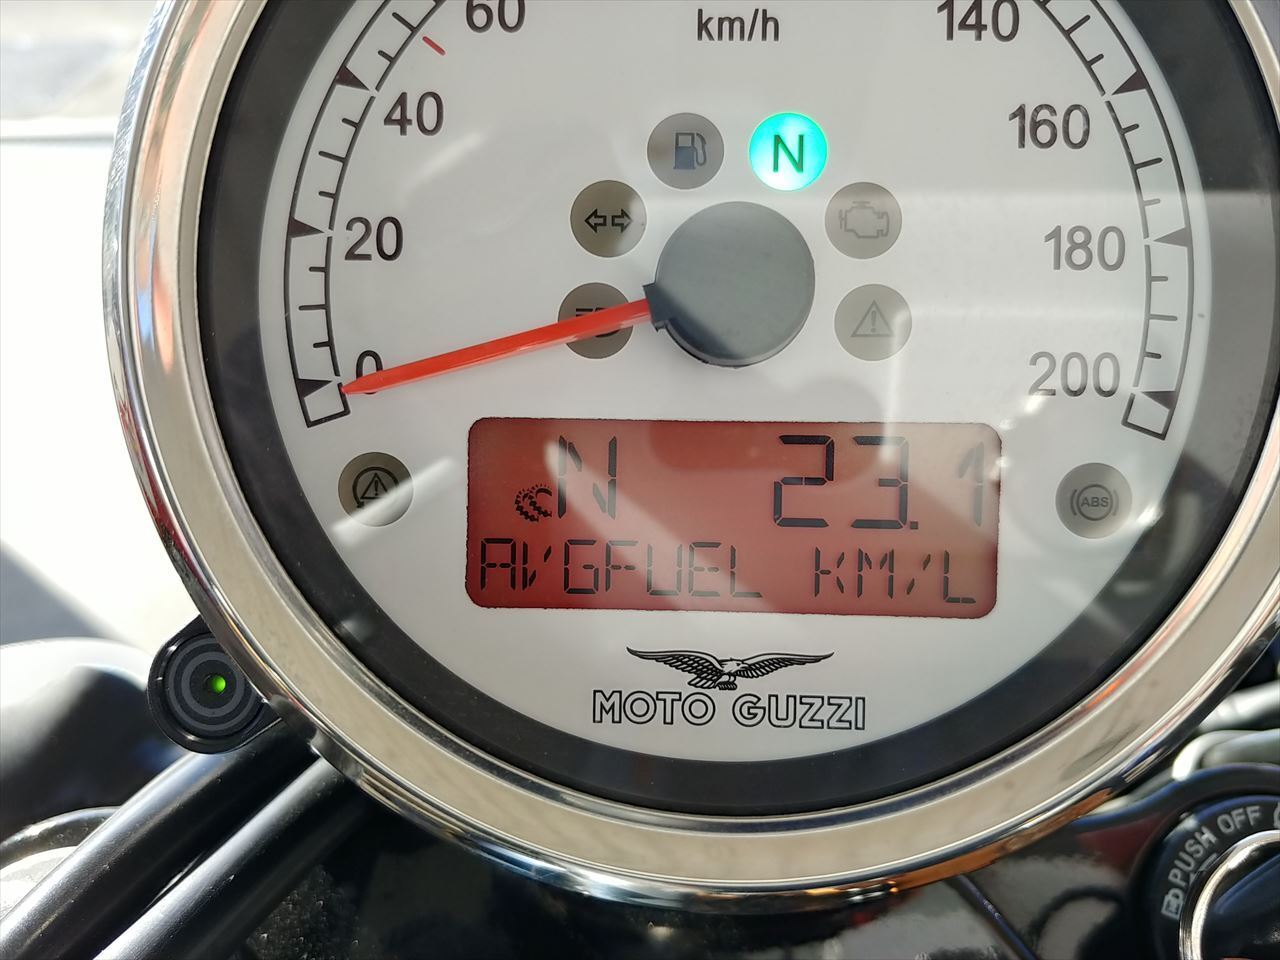 60
km/h
140
40
160
N
20
180
0
200
N 23.1
ABS
AVGFUEL KM/L
MOTO GUZZI
PUSH OFF